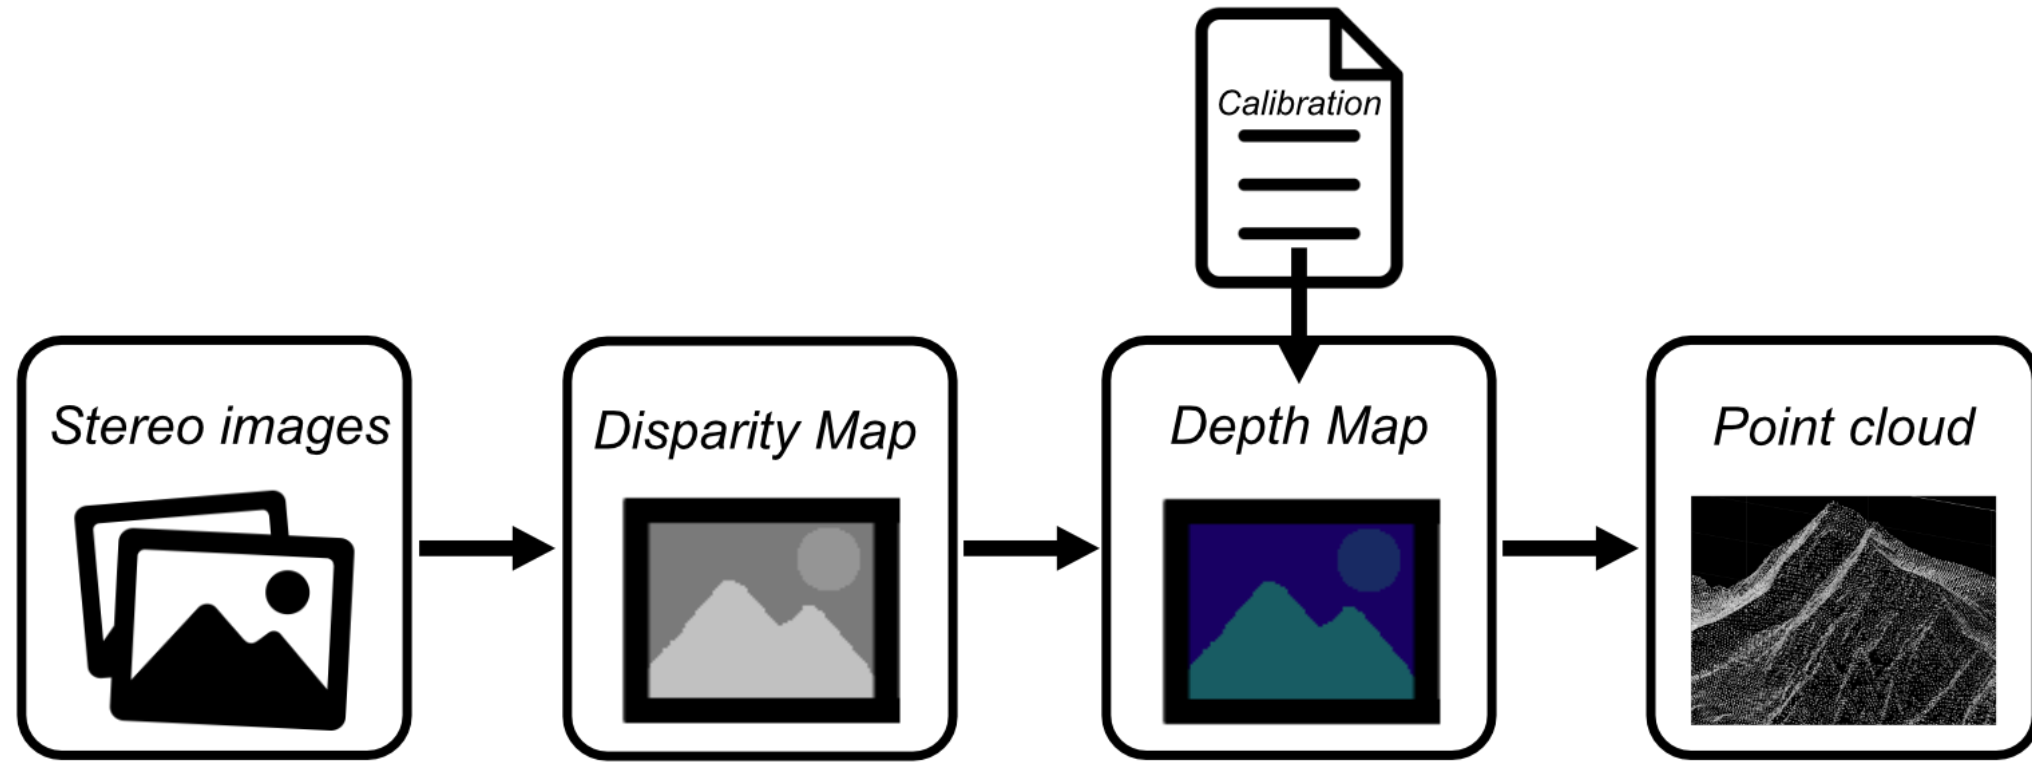 Calibration
Stereo images
Disparity Map
Depth Map
Point cloud